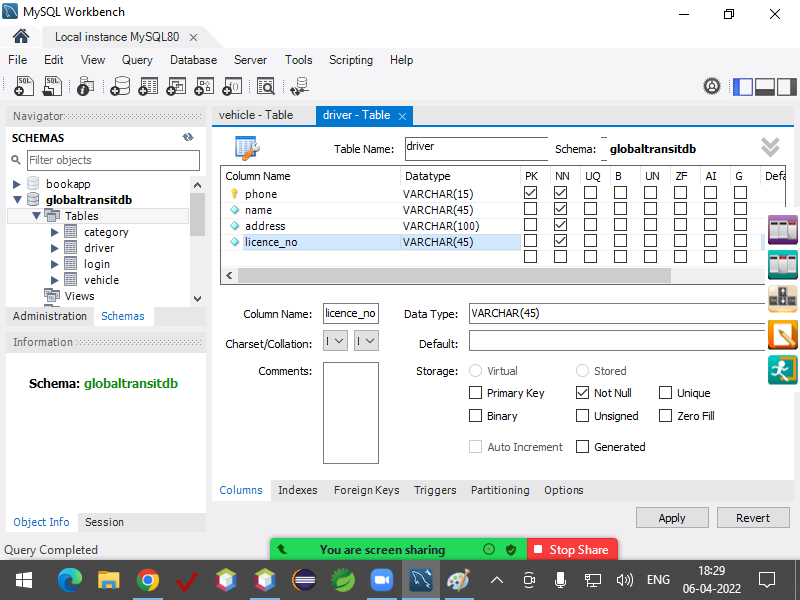 MySQL Workbench
Local instance MySQL80
File Edit View Query Database Server Tools Scripting Help
Navigator
SCHEMAS
Filter objects
bookapp
globaltransitdb
Tables
category
driver
login
vehicle
Views
Administration Schemas
Information
Schema: globaltransitdb
Object Info Session
vehicle - Table driver - Table
Table Name: driver Schema: globaltransitdb
Column Name Datatype PK NN UQ B UN ZF AI G Defa
phone VARCHAR(15)
name VARCHAR(45)
address VARCHAR(100)
licence_no VARCHAR(45)
Column Name: licence_no Data Type: VARCHAR(45)
Charset/Collation: Default:
Comments: Storage: Virtual Stored
Primary Key Not Null Unique
Binary Unsigned Zero Fill
Auto Increment Generated
Columns Indexes Foreign Keys Triggers Partitioning Options
Apply Revert
Query Completed
You are screen sharing Stop Share
ENG
18:29
06-04-2022